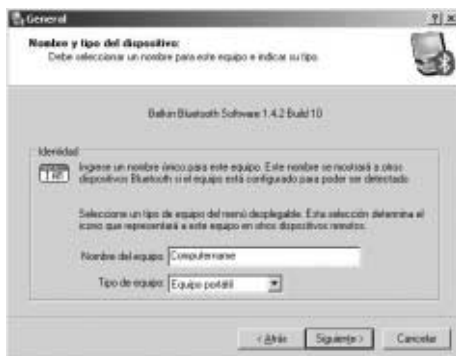 General
Nombre y tipo del dispositivo:
Debe seleccionar un nombre para este equipo e indicar su tipo.
Belkin Bluetooth Software 1.4.2 Build 10
Identidad
Ingrese un nombre único para este equipo. Este nombre se mostrará a otros
dispositivos Bluetooth si el equipo está configurado para poder ser detectado.
Seleccione un tipo de equipo del menú desplegable. Esta selección determina el
icono que representará a este equipo en otros dispositivos remotos.
Nombre del equipo: Computername
Tipo de equipo: Equipo portátil
< Atrás Siguiente > Cancelar